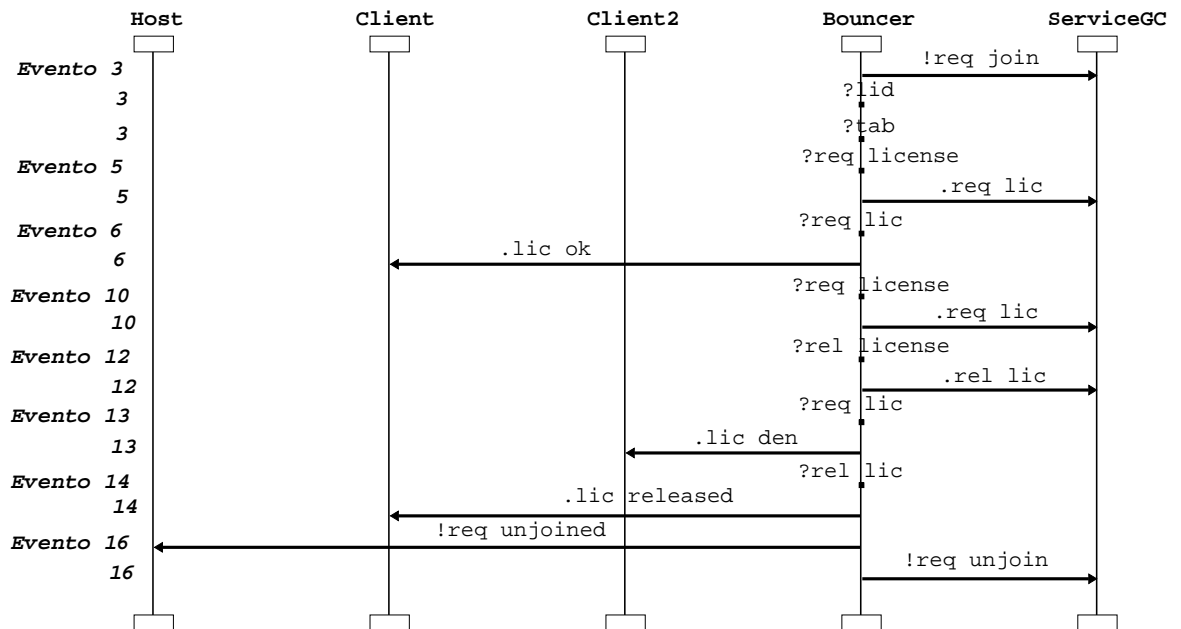 Host Client Client2 Bouncer ServiceGC
Evento 3 !req join
3 ?lid
3 ?tab
Evento 5 ?req license
5 .req lic
Evento 6 ?req lic
6 .lic ok
Evento 10 ?req license
10 .req lic
Evento 12 ?rel license
12 .rel lic
Evento 13 ?req lic
13 .lic den
Evento 14 ?rel lic
14 .lic released
Evento 16 !req unjoined
16 !req unjoin